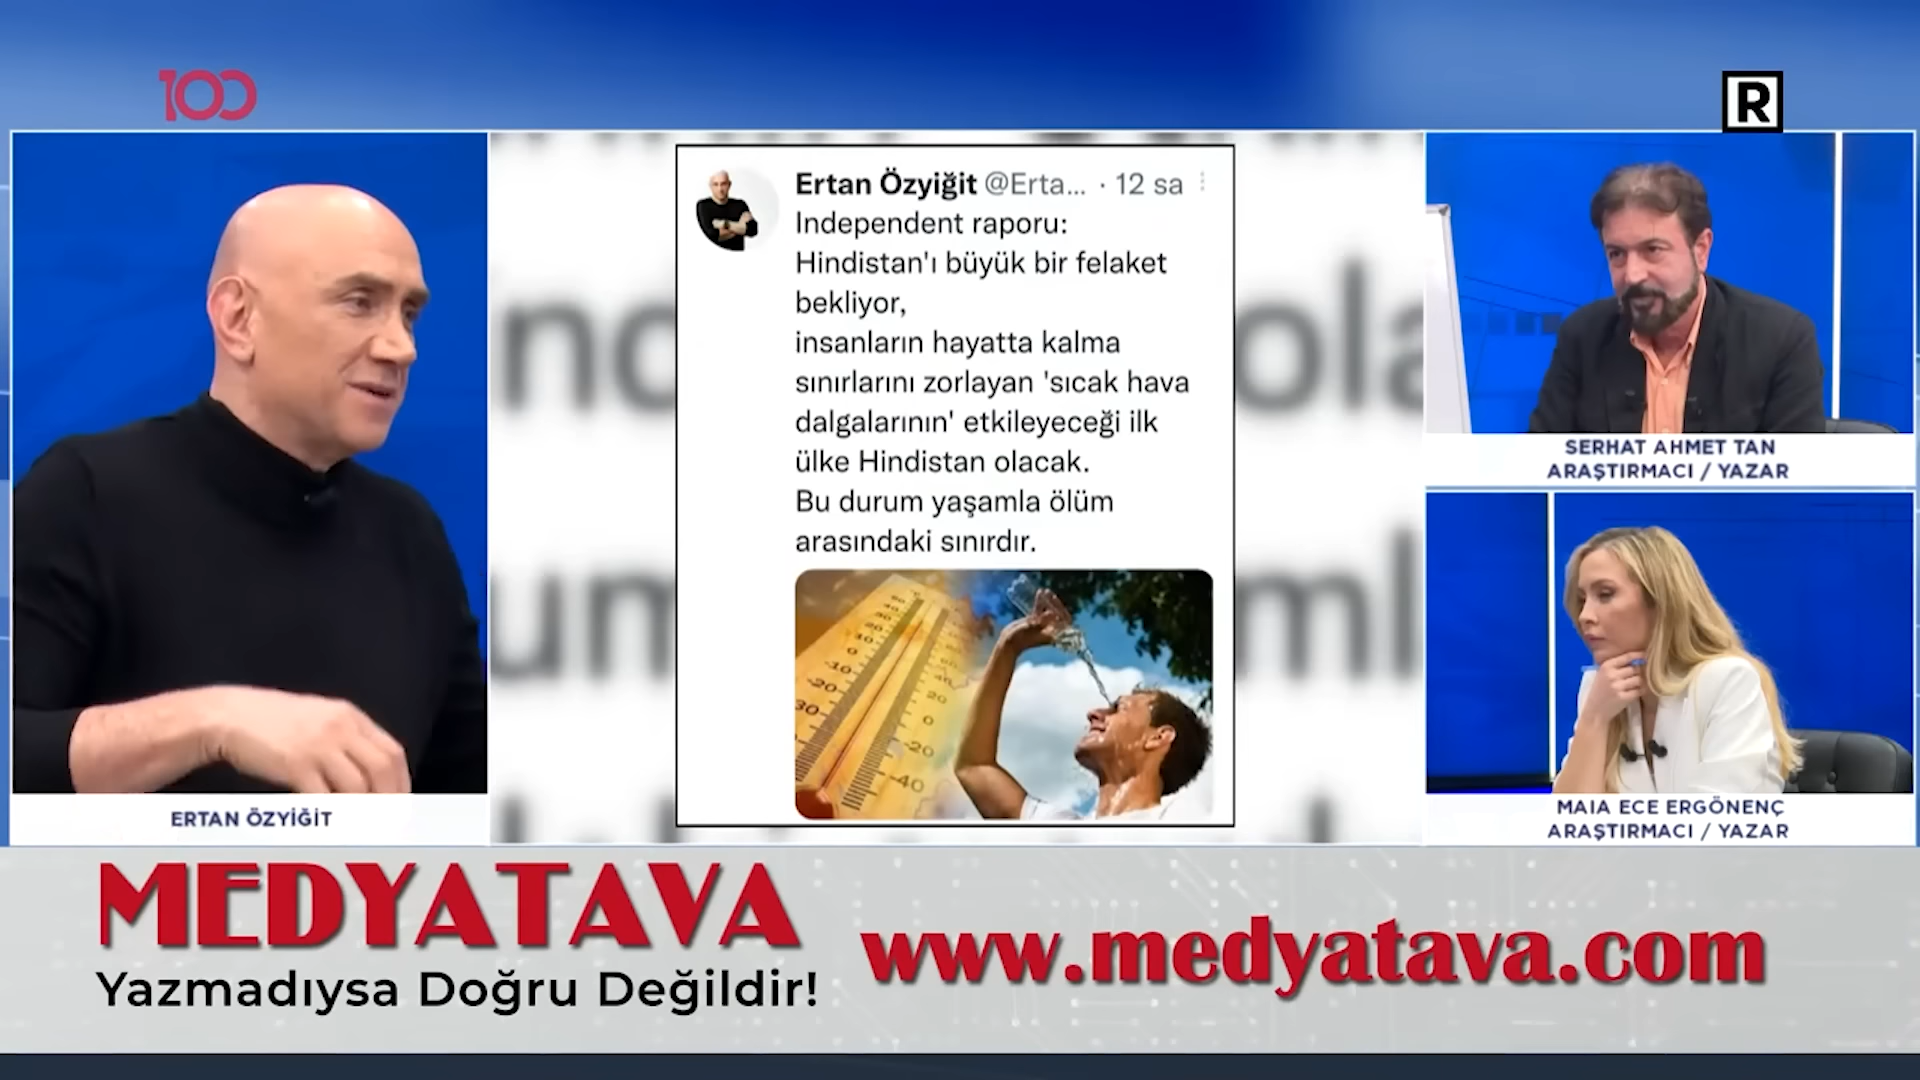 100
R
Ertan Özyiğit @Erta... · 12 sa
Independent raporu:
Hindistan'ı büyük bir felaket
bekliyor,
insanların hayatta kalma
sınırlarını zorlayan 'sıcak hava
dalgalarının' etkileyeceği ilk
ülke Hindistan olacak.
Bu durum yaşamla ölüm
arasındaki sınırdır.
ERTAN ÖZYİĞİT
SERHAT AHMET TAN
ARAŞTIRMACI / YAZAR
MAIA ECE ERGÖNENÇ
ARAŞTIRMACI / YAZAR
MEDYATAVA
Yazmadıysa Doğru Değildir!
www.medyatava.com